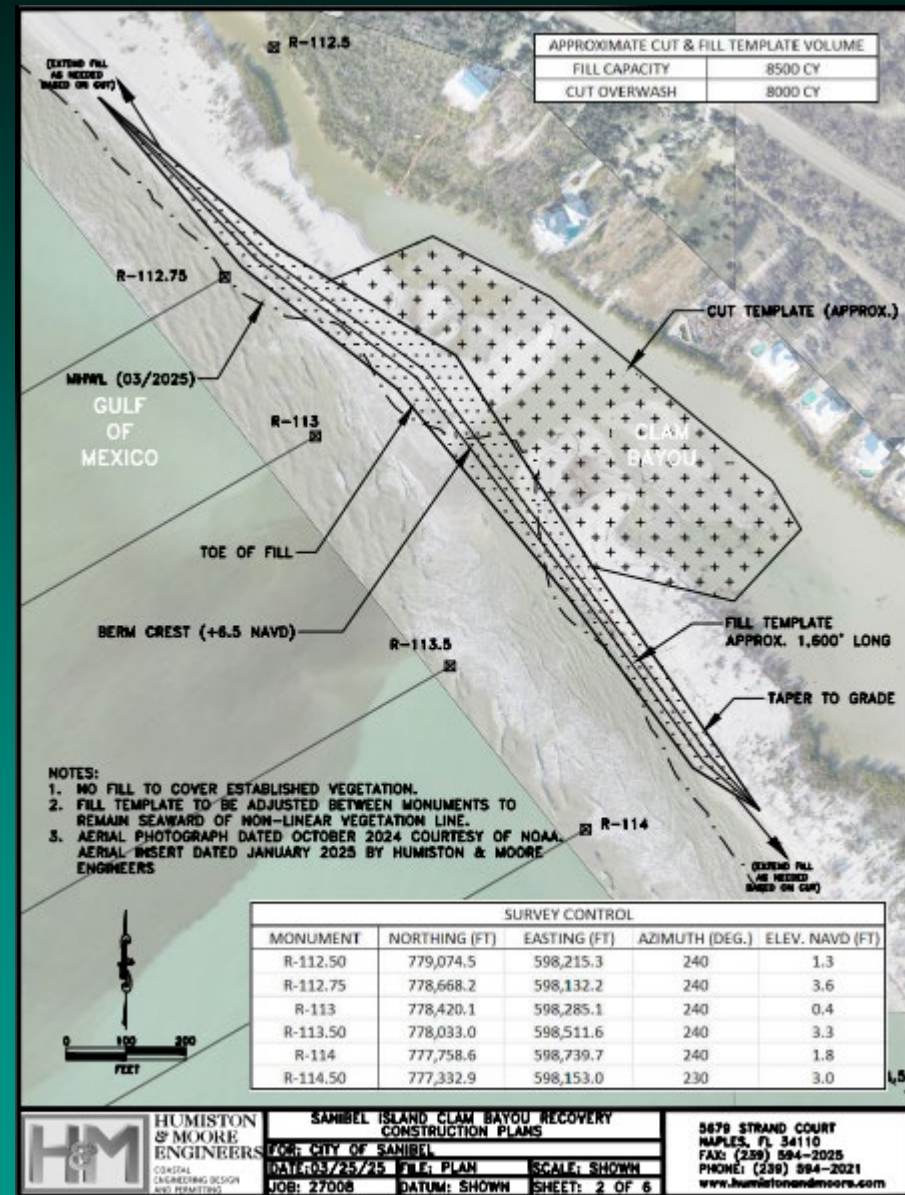 (EXTEND FILL
AS NEEDED
BASED ON CUT)
R-112.5
APPROXIMATE CUT & FILL TEMPLATE VOLUME
FILL CAPACITY 8500 CY
CUT OVERWASH 8000 CY
R-112.75
CUT TEMPLATE (APPROX.)
MHWL (03/2025)
GULF
OF
MEXICO
R-113
CLAM
BAYOU
TOE OF FILL
BERM CREST (+6.5 NAVD)
R-113.5
FILL TEMPLATE
APPROX. 1,600' LONG
TAPER TO GRADE
NOTES:
1. NO FILL TO COVER ESTABLISHED VEGETATION.
2. FILL TEMPLATE TO BE ADJUSTED BETWEEN MONUMENTS TO
REMAIN SEAWARD OF NON-LINEAR VEGETATION LINE.
3. AERIAL PHOTOGRAPH DATED OCTOBER 2024 COURTESY OF NOAA.
AERIAL INSERT DATED JANUARY 2025 BY HUMISTON & MOORE
ENGINEERS
R-114
(EXTEND FILL
AS NEEDED
BASED ON CUT)
SURVEY CONTROL
MONUMENT NORTHING (FT) EASTING (FT) AZIMUTH (DEG.) ELEV. NAVD (FT)
R-112.50 779,074.5 598,215.3 240 1.3
R-112.75 778,668.2 598,132.2 240 3.6
R-113 778,420.1 598,285.1 240 0.4
R-113.50 778,033.0 598,511.6 240 3.3
R-114 777,758.6 598,739.7 240 1.8
R-114.50 777,332.9 598,153.0 230 3.0
0 100 200
FEET
H&M
HUMISTON
& MOORE
ENGINEERS
COASTAL
ENGINEERING DESIGN
AND PERMITTING
SANIBEL ISLAND CLAM BAYOU RECOVERY
CONSTRUCTION PLANS
FOR: CITY OF SANIBEL
DATE: 03/25/25 FILE: PLAN SCALE: SHOWN
JOB: 27008 DATUM: SHOWN SHEET: 2 OF 6
5679 STRAND COURT
NAPLES, FL 34110
FAX: (239) 594-2025
PHONE: (239) 594-2021
www.humistonandmoore.com